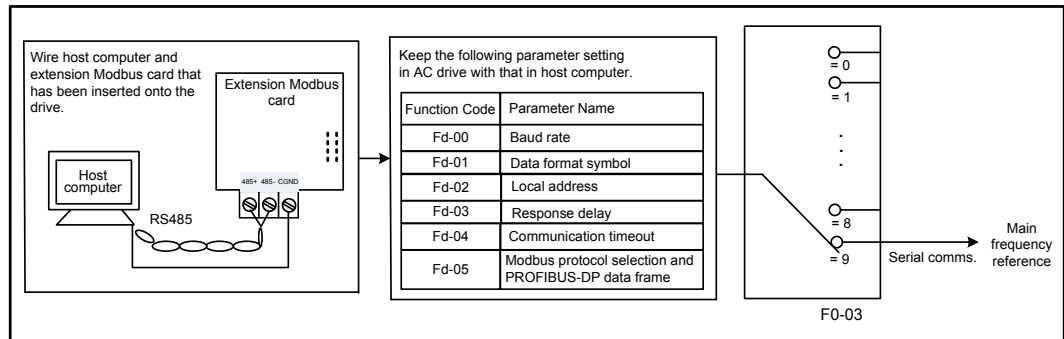 Wire host computer and
extension Modbus card that
has been inserted onto the
drive.
Extension Modbus
card
485+ 485- CGND
Host
computer
RS485
Keep the following parameter setting
in AC drive with that in host computer.
Function Code Parameter Name
Fd-00 Baud rate
Fd-01 Data format symbol
Fd-02 Local address
Fd-03 Response delay
Fd-04 Communication timeout
Fd-05 Modbus protocol selection and
PROFIBUS-DP data frame
= 0
= 1
= 8
= 9
F0-03
Serial comms.
Main
frequency
reference